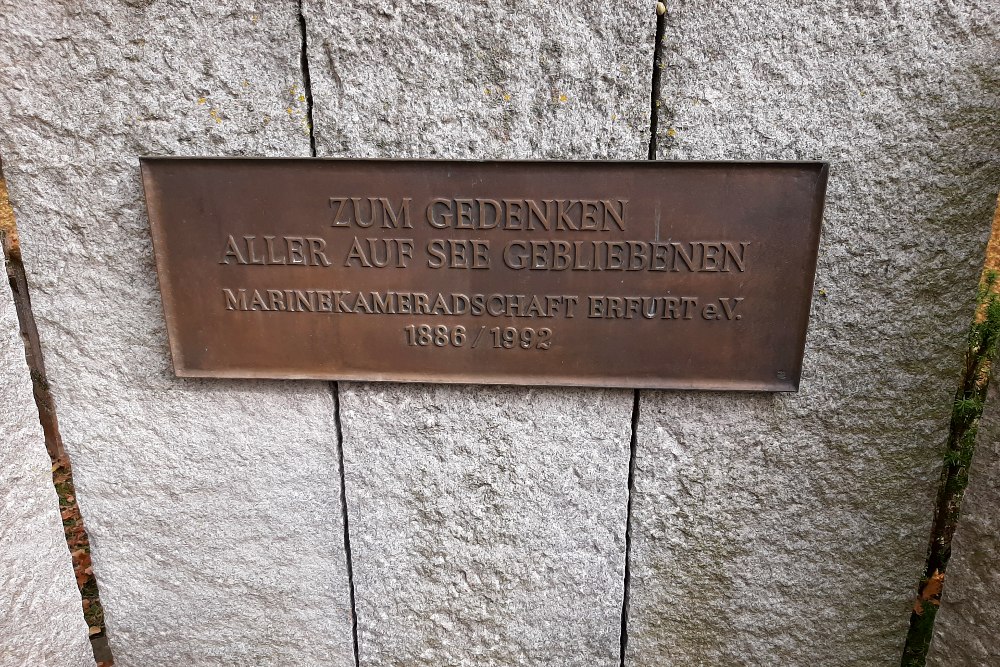 ZUM GEDENKEN
ALLER AUF SEE GEBLIEBENEN
MARINEKAMERADSCHAFT ERFURT e.V.
1886 / 1992